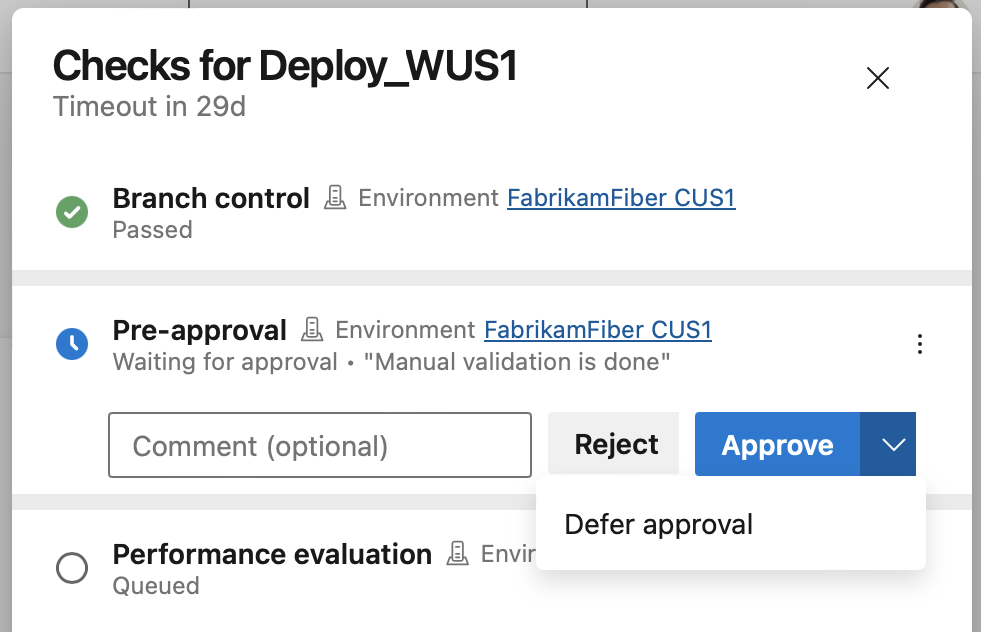 Checks for Deploy_WUS1
Timeout in 29d
Branch control Environment FabrikamFiber CUS1
Passed
Pre-approval Environment FabrikamFiber CUS1
Waiting for approval • "Manual validation is done"
Comment (optional) Reject Approve
Defer approval
Performance evaluation Envir
Queued